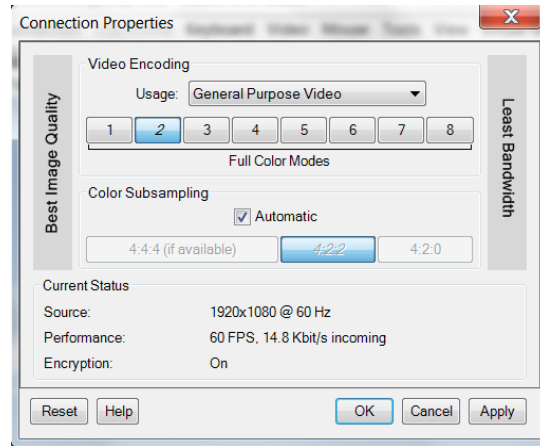 Connection Properties
Best Image Quality
Video Encoding
Usage: General Purpose Video
1 2 3 4 5 6 7 8
Full Color Modes
Color Subsampling
Automatic
4:4:4 (if available) 4:2:2 4:2:0
Least Bandwidth
Current Status
Source: 1920x1080 @ 60 Hz
Performance: 60 FPS, 14.8 Kbit/s incoming
Encryption: On
Reset Help OK Cancel Apply